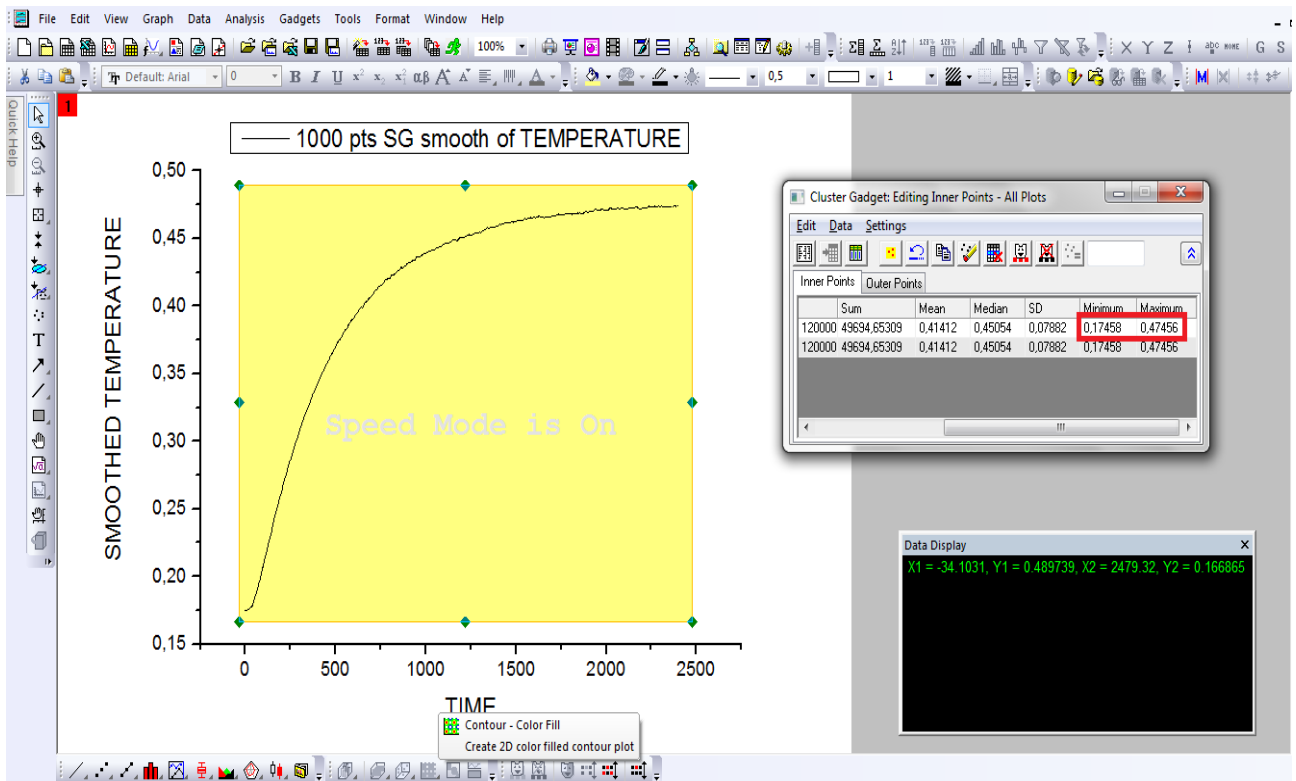 File Edit View Graph Data Analysis Gadgets Tools Format Window Help
100%
Default: Arial 0 B I U x² x₂ αβ A A 0,5 1
X Y Z
G S
Quick Help
1
1000 pts SG smooth of TEMPERATURE
0,50
0,45
0,40
0,35
0,30
0,25
0,20
0,15
SMOOTHED TEMPERATURE
Speed Mode is On
0 500 1000 1500 2000 2500
TIME
Contour - Color Fill
Create 2D color filled contour plot
Cluster Gadget: Editing Inner Points - All Plots
Edit Data Settings
Inner Points Outer Points
Sum Mean Median SD Minimum Maximum
120000 49694,65309 0,41412 0,45054 0,07882 0,17458 0,47456
120000 49694,65309 0,41412 0,45054 0,07882 0,17458 0,47456
Data Display
X1 = -34.1031, Y1 = 0.489739, X2 = 2479.32, Y2 = 0.166865